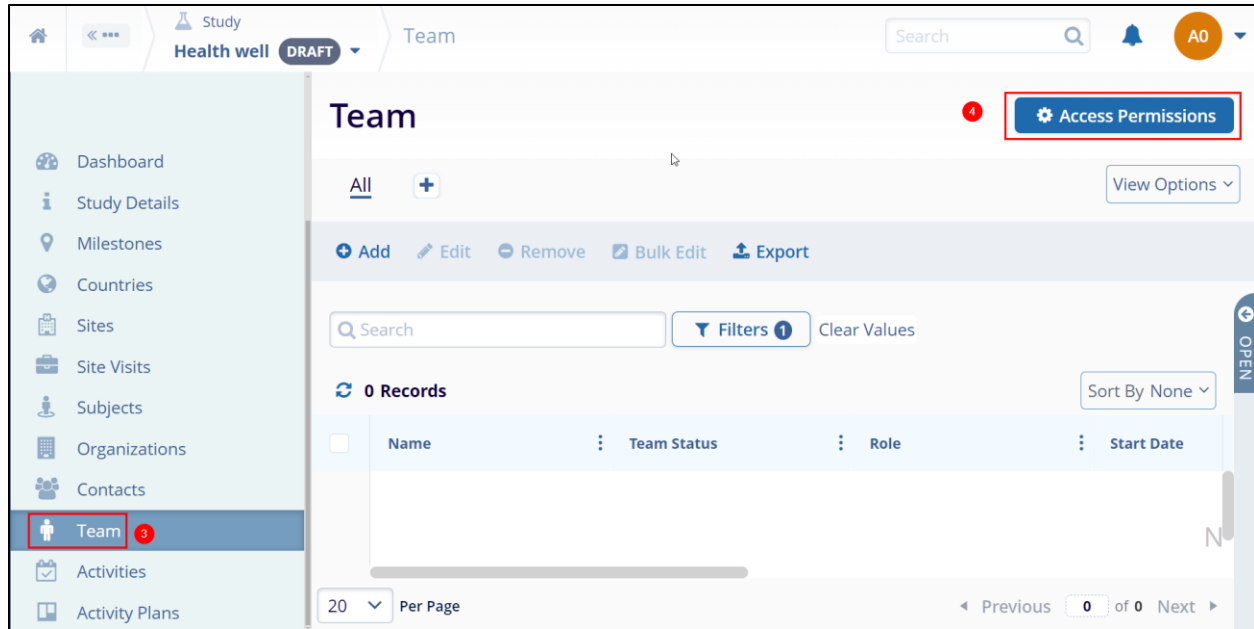 Study
Health well DRAFT
Team
Search
A0
Team
4
Access Permissions
All
View Options
Add Edit Remove Bulk Edit Export
Search
Filters 1
Clear Values
0 Records
Sort By None
Name Team Status Role Start Date
N
20 Per Page
Previous 0 of 0 Next
OPEN
Dashboard
Study Details
Milestones
Countries
Sites
Site Visits
Subjects
Organizations
Contacts
Team 3
Activities
Activity Plans